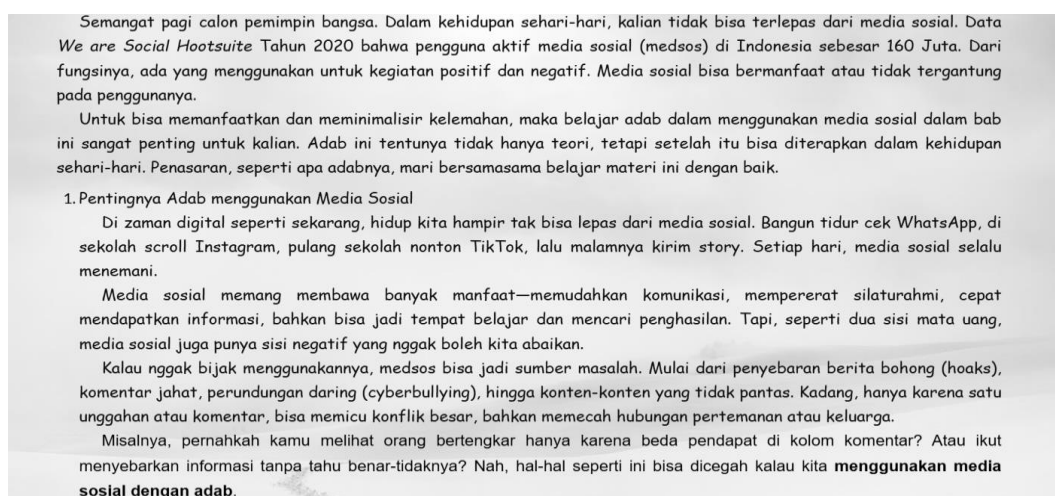 Semangat pagi calon pemimpin bangsa. Dalam kehidupan sehari-hari, kalian tidak bisa terlepas dari media sosial. Data
We are Social Hootsuite Tahun 2020 bahwa pengguna aktif media sosial (medsos) di Indonesia sebesar 160 Juta. Dari
fungsinya, ada yang menggunakan untuk kegiatan positif dan negatif. Media sosial bisa bermanfaat atau tidak tergantung
pada penggunanya.
Untuk bisa memanfaatkan dan meminimalisir kelemahan, maka belajar adab dalam menggunakan media sosial dalam bab
ini sangat penting untuk kalian. Adab ini tentunya tidak hanya teori, tetapi setelah itu bisa diterapkan dalam kehidupan
sehari-hari. Penasaran, seperti apa adabnya, mari bersamasama belajar materi ini dengan baik.
1. Pentingnya Adab menggunakan Media Sosial
Di zaman digital seperti sekarang, hidup kita hampir tak bisa lepas dari media sosial. Bangun tidur cek WhatsApp, di
sekolah scroll Instagram, pulang sekolah nonton TikTok, lalu malamnya kirim story. Setiap hari, media sosial selalu
menemani.
Media sosial memang membawa banyak manfaat—memudahkan komunikasi, mempererat silaturahmi, cepat
mendapatkan informasi, bahkan bisa jadi tempat belajar dan mencari penghasilan. Tapi, seperti dua sisi mata uang,
media sosial juga punya sisi negatif yang nggak boleh kita abaikan.
Kalau nggak bijak menggunakannya, medsos bisa jadi sumber masalah. Mulai dari penyebaran berita bohong (hoaks),
komentar jahat, perundungan daring (cyberbullying), hingga konten-konten yang tidak pantas. Kadang, hanya karena satu
unggahan atau komentar, bisa memicu konflik besar, bahkan memecah hubungan pertemanan atau keluarga.
Misalnya, pernahkah kamu melihat orang bertengkar hanya karena beda pendapat di kolom komentar? Atau ikut
menyebarkan informasi tanpa tahu benar-tidaknya? Nah, hal-hal seperti ini bisa dicegah kalau kita menggunakan media
sosial dengan adab.